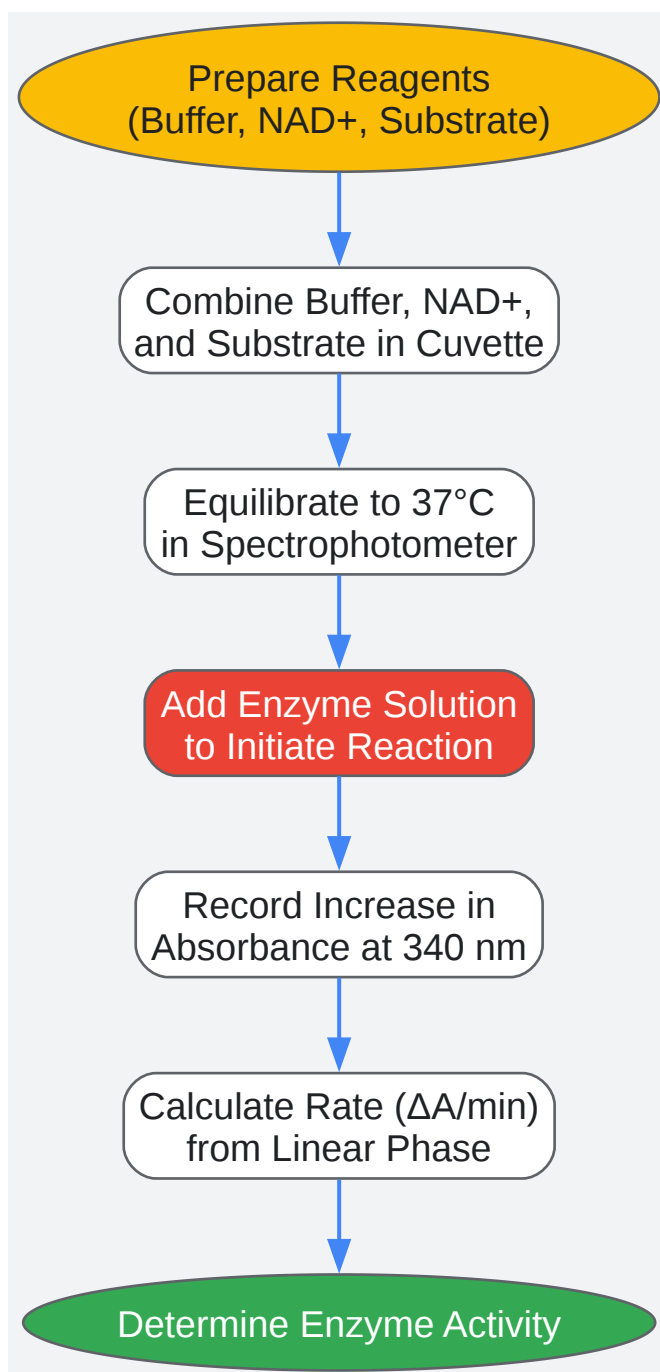 Prepare Reagents
(Buffer, NAD+, Substrate)
Combine Buffer, NAD+,
and Substrate in Cuvette
Equilibrate to 37°C
in Spectrophotometer
Add Enzyme Solution
to Initiate Reaction
Record Increase in
Absorbance at 340 nm
Calculate Rate (ΔA/min)
from Linear Phase
Determine Enzyme Activity